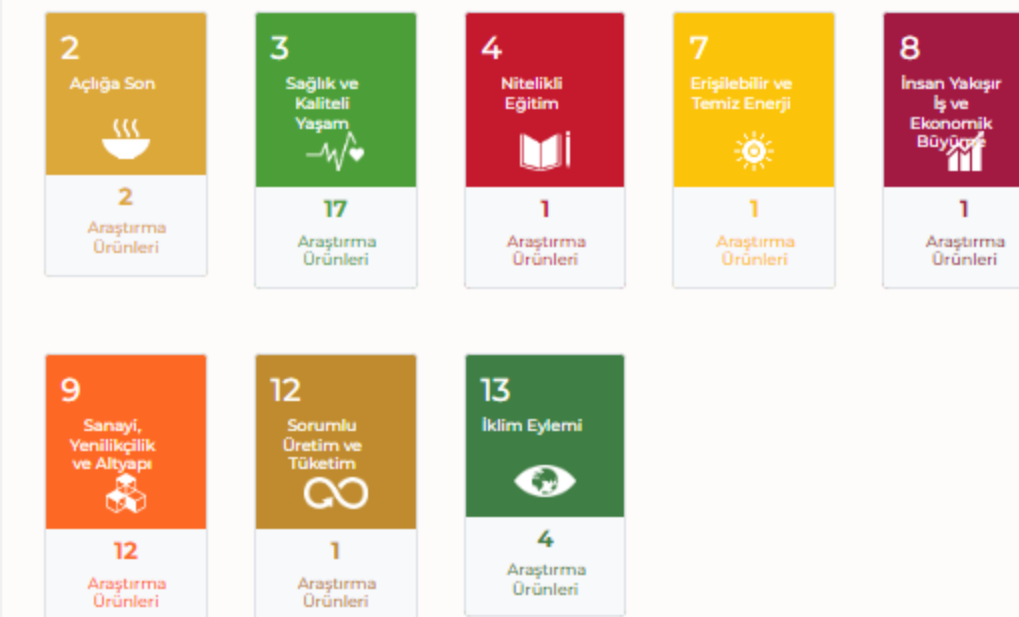 2
Açlığa Son
2
Araştırma
Ürünleri
3
Sağlık ve
Kaliteli
Yaşam
17
Araştırma
Ürünleri
4
Nitelikli
Eğitim
1
Araştırma
Ürünleri
7
Erişilebilir ve
Temiz Enerji
1
Araştırma
Ürünleri
8
İnsan Yakışır
İş ve
Ekonomik
Büyüme
1
Araştırma
Ürünleri
9
Sanayi,
Yenilikçilik
ve Altyapı
12
Araştırma
Ürünleri
12
Sorumlu
Üretim ve
Tüketim
1
Araştırma
Ürünleri
13
İklim Eylemi
4
Araştırma
Ürünleri